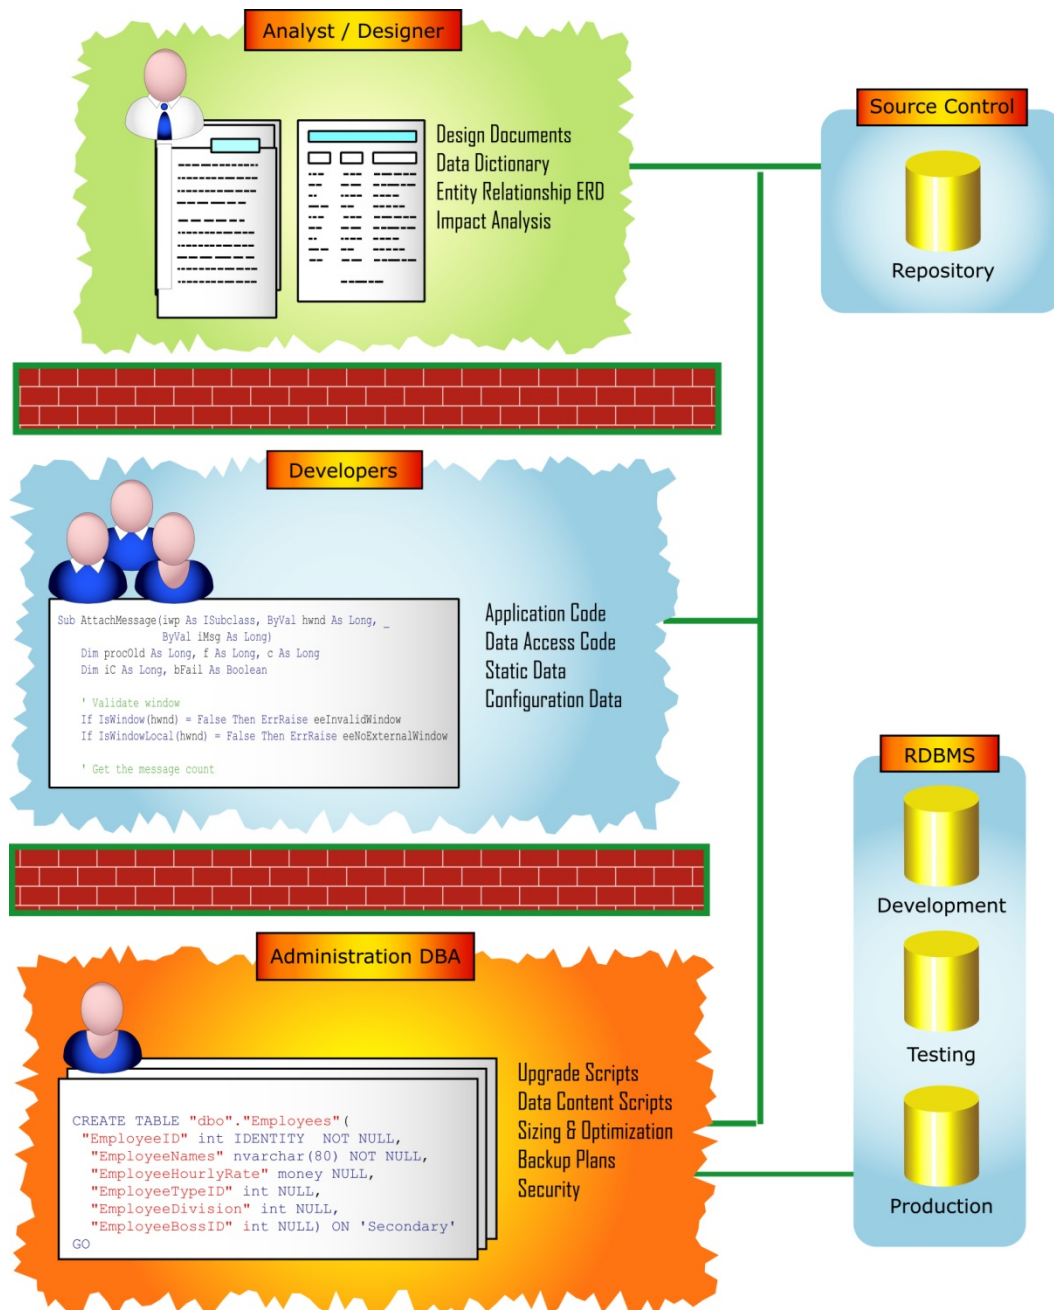 Analyst / Designer
Design Documents
Data Dictionary
Entity Relationship ERD
Impact Analysis
Source Control
Repository
Developers
Sub AttachMessage(iwp As ISubclass, ByVal hwnd As Long, _
ByVal iMsg As Long)
Dim procOld As Long, f As Long, c As Long
Dim iC As Long, bFail As Boolean
' Validate window
If IsWindow(hwnd) = False Then ErrRaise eeInvalidWindow
If IsWindowLocal(hwnd) = False Then ErrRaise eeNoExternalWindow
' Get the message count
Application Code
Data Access Code
Static Data
Configuration Data
RDBMS
Development
Testing
Production
Administration DBA
CREATE TABLE "dbo"."Employees"(
"EmployeeID" int IDENTITY NOT NULL,
"EmployeeNames" nvarchar(80) NOT NULL,
"EmployeeHourlyRate" money NULL,
"EmployeeTypeID" int NULL,
"EmployeeDivision" int NULL,
"EmployeeBossID" int NULL) ON 'Secondary'
GO
Upgrade Scripts
Data Content Scripts
Sizing & Optimization
Backup Plans
Security